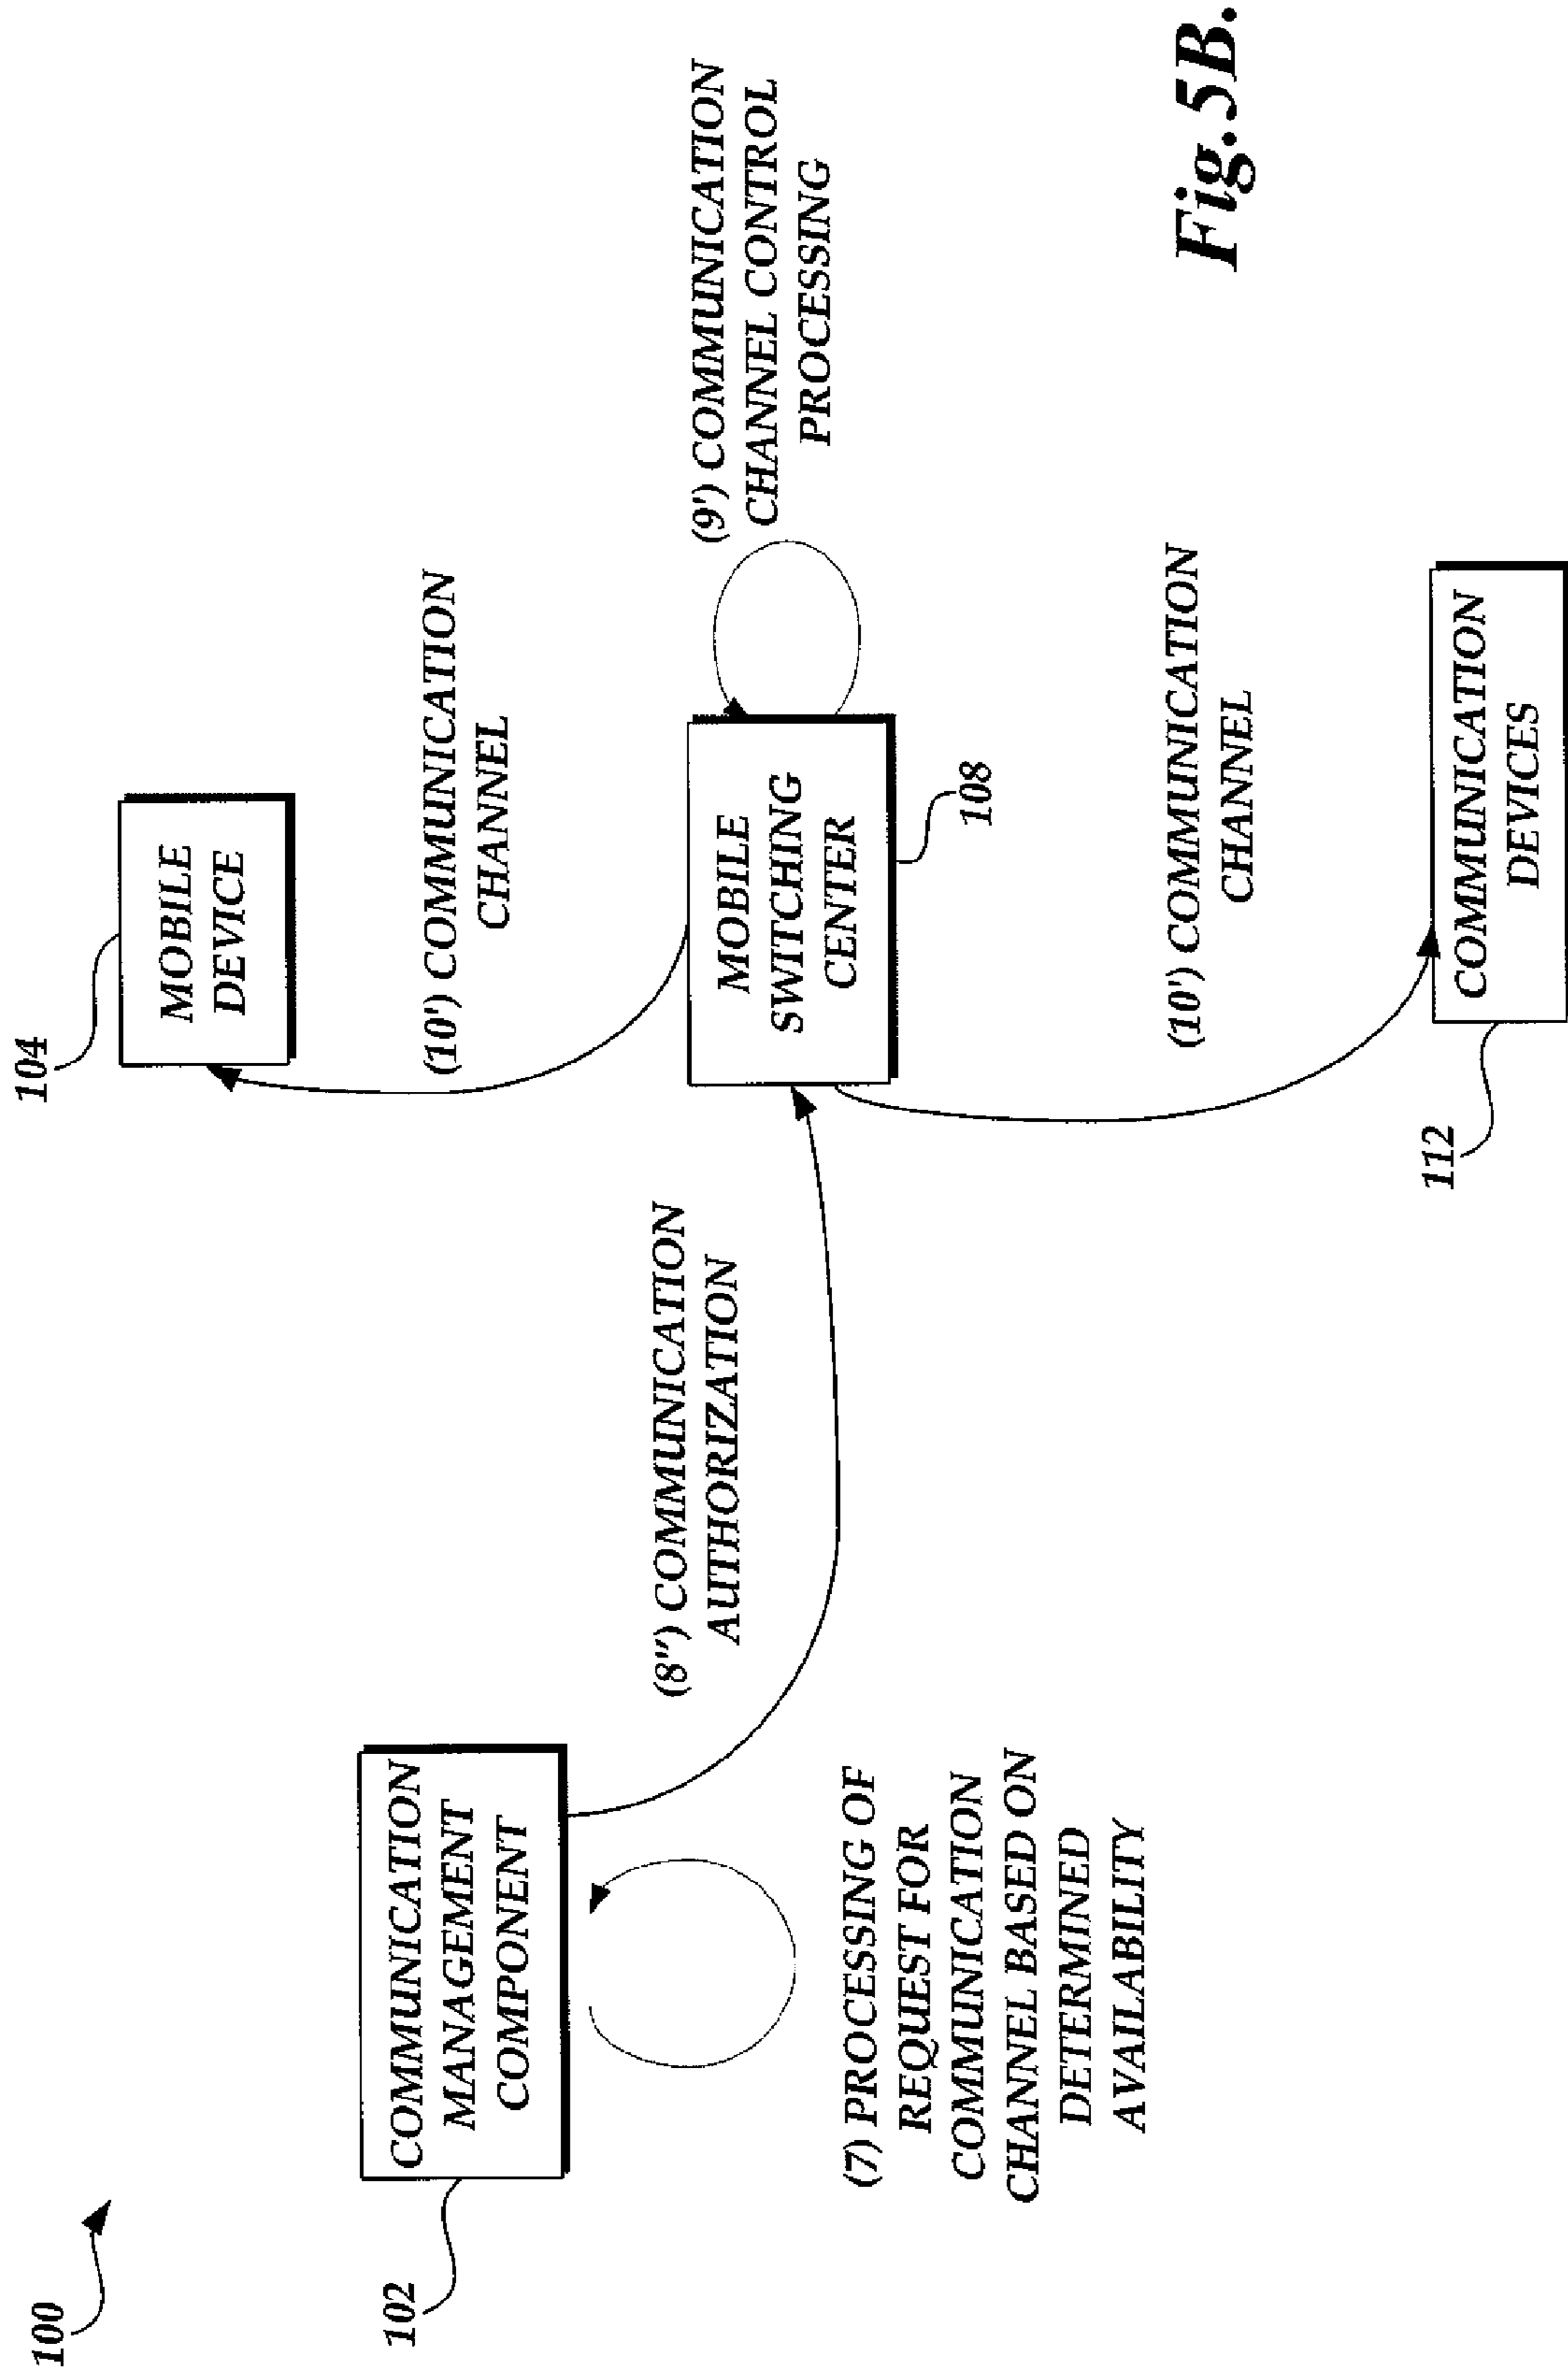 100
102
COMMUNICATION
MANAGEMENT
COMPONENT
(7) PROCESSING OF
REQUEST FOR
COMMUNICATION
CHANNEL BASED ON
DETERMINED
AVAILABILITY
(8'') COMMUNICATION
AUTHORIZATION
104
MOBILE
DEVICE
(10') COMMUNICATION
CHANNEL
MOBILE
SWITCHING
CENTER
108
(9') COMMUNICATION
CHANNEL CONTROL
PROCESSING
(10') COMMUNICATION
CHANNEL
112
COMMUNICATION
DEVICES
Fig.5B.